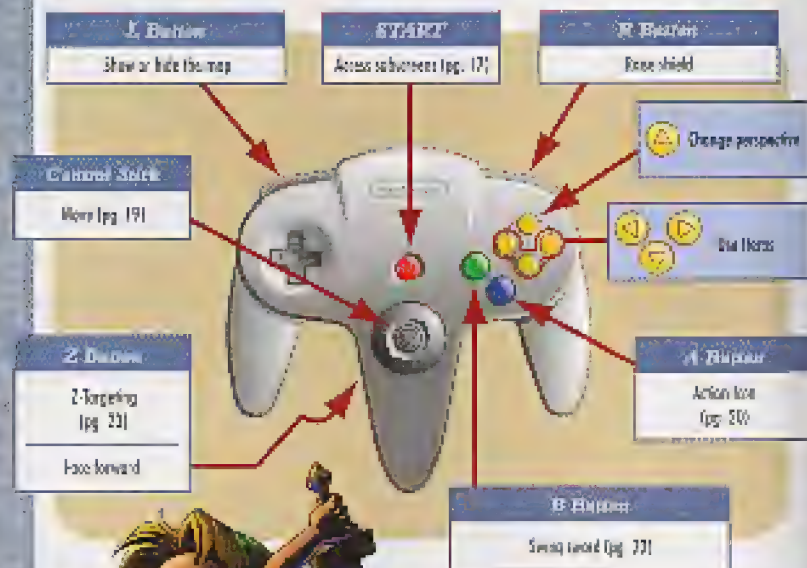 L Button
START
R Button
Show or hide the map
Access subscreens (pg. 17)
Raise shield
Change perspective
Control Stick
Move (pg. 19)
Use Items
Z Button
Z-Targeting
(pg. 23)
Face forward
A Button
Action Icon
(pg. 20)
B Button
Swing sword (pg. 22)